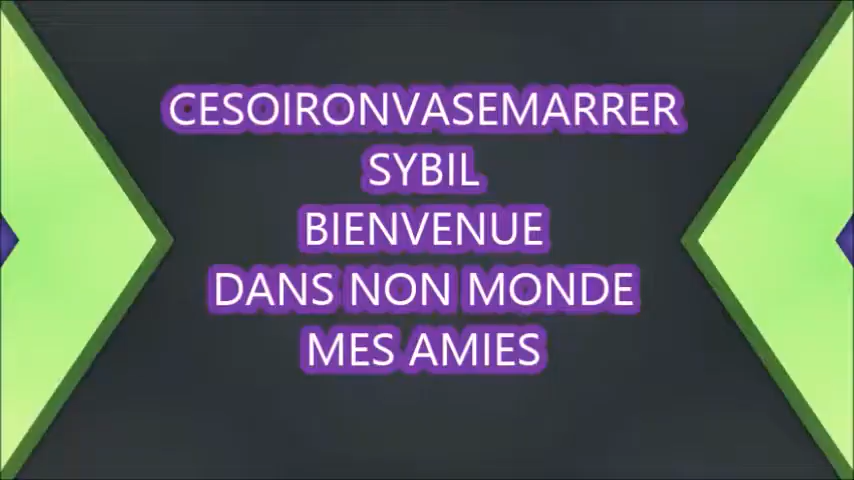 CESOIRONVASEMARRER
SYBIL
BIENVENUE
DANS NON MONDE
MES AMIES